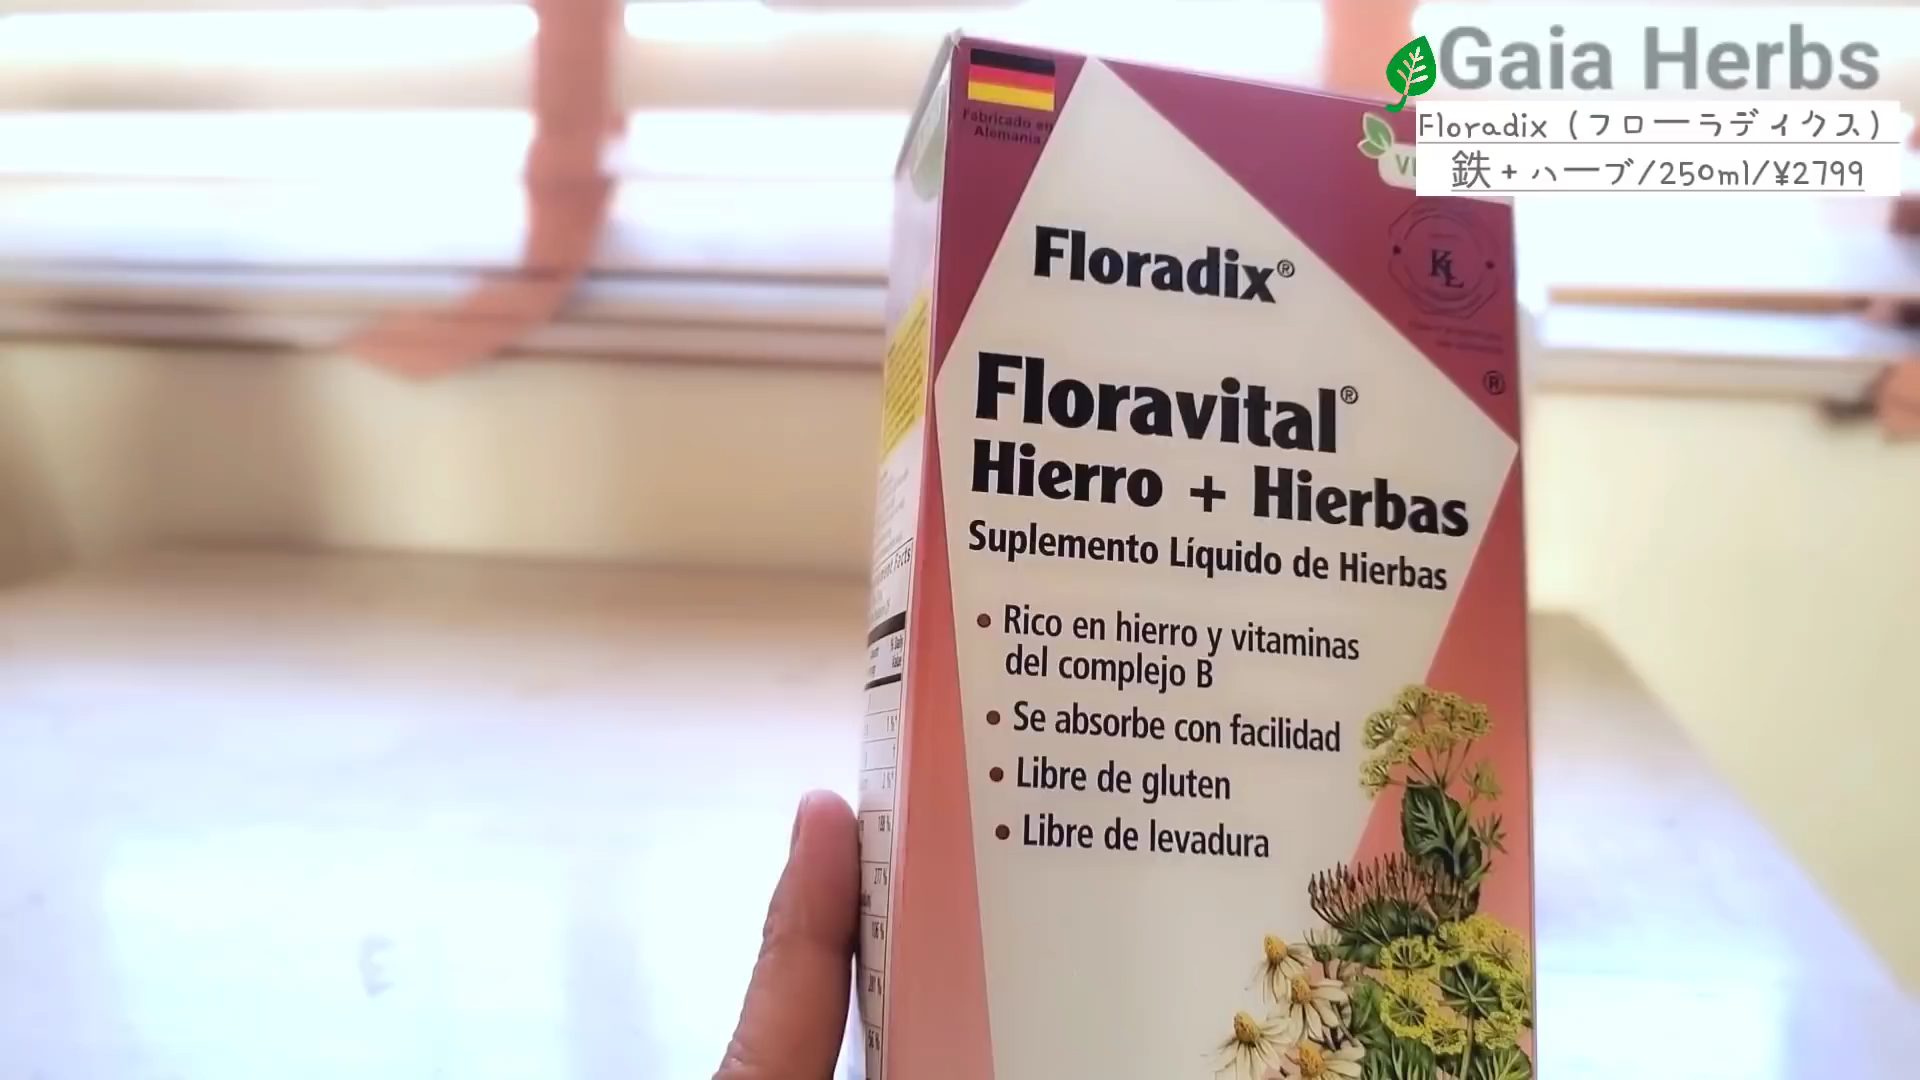 Gaia Herbs
Floradix (フローラディクス)
鉄+ハーブ/250ml/¥2799
Fabricado en
Alemania
Floradix®
KL
®
Floravital®
Hierro + Hierbas
Suplemento Líquido de Hierbas
• Rico en hierro y vitaminas
del complejo B
• Se absorbe con facilidad
• Libre de gluten
• Libre de levadura